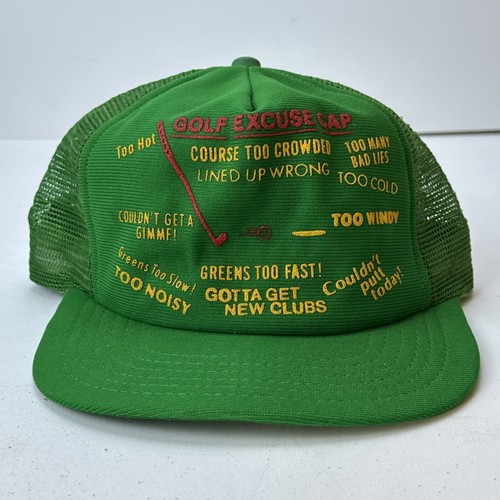 GOLF EXCUSE CAP
Too Hot
COURSE TOO CROWDED
TOO MANY
BAD LIES
LINED UP WRONG
TOO COLD
COULDN'T GET A
GIMME!
TOO WINDY
Greens Too Slow!
TOO NOISY
GREENS TOO FAST!
GOTTA GET
NEW CLUBS
Couldn't
putt
today!